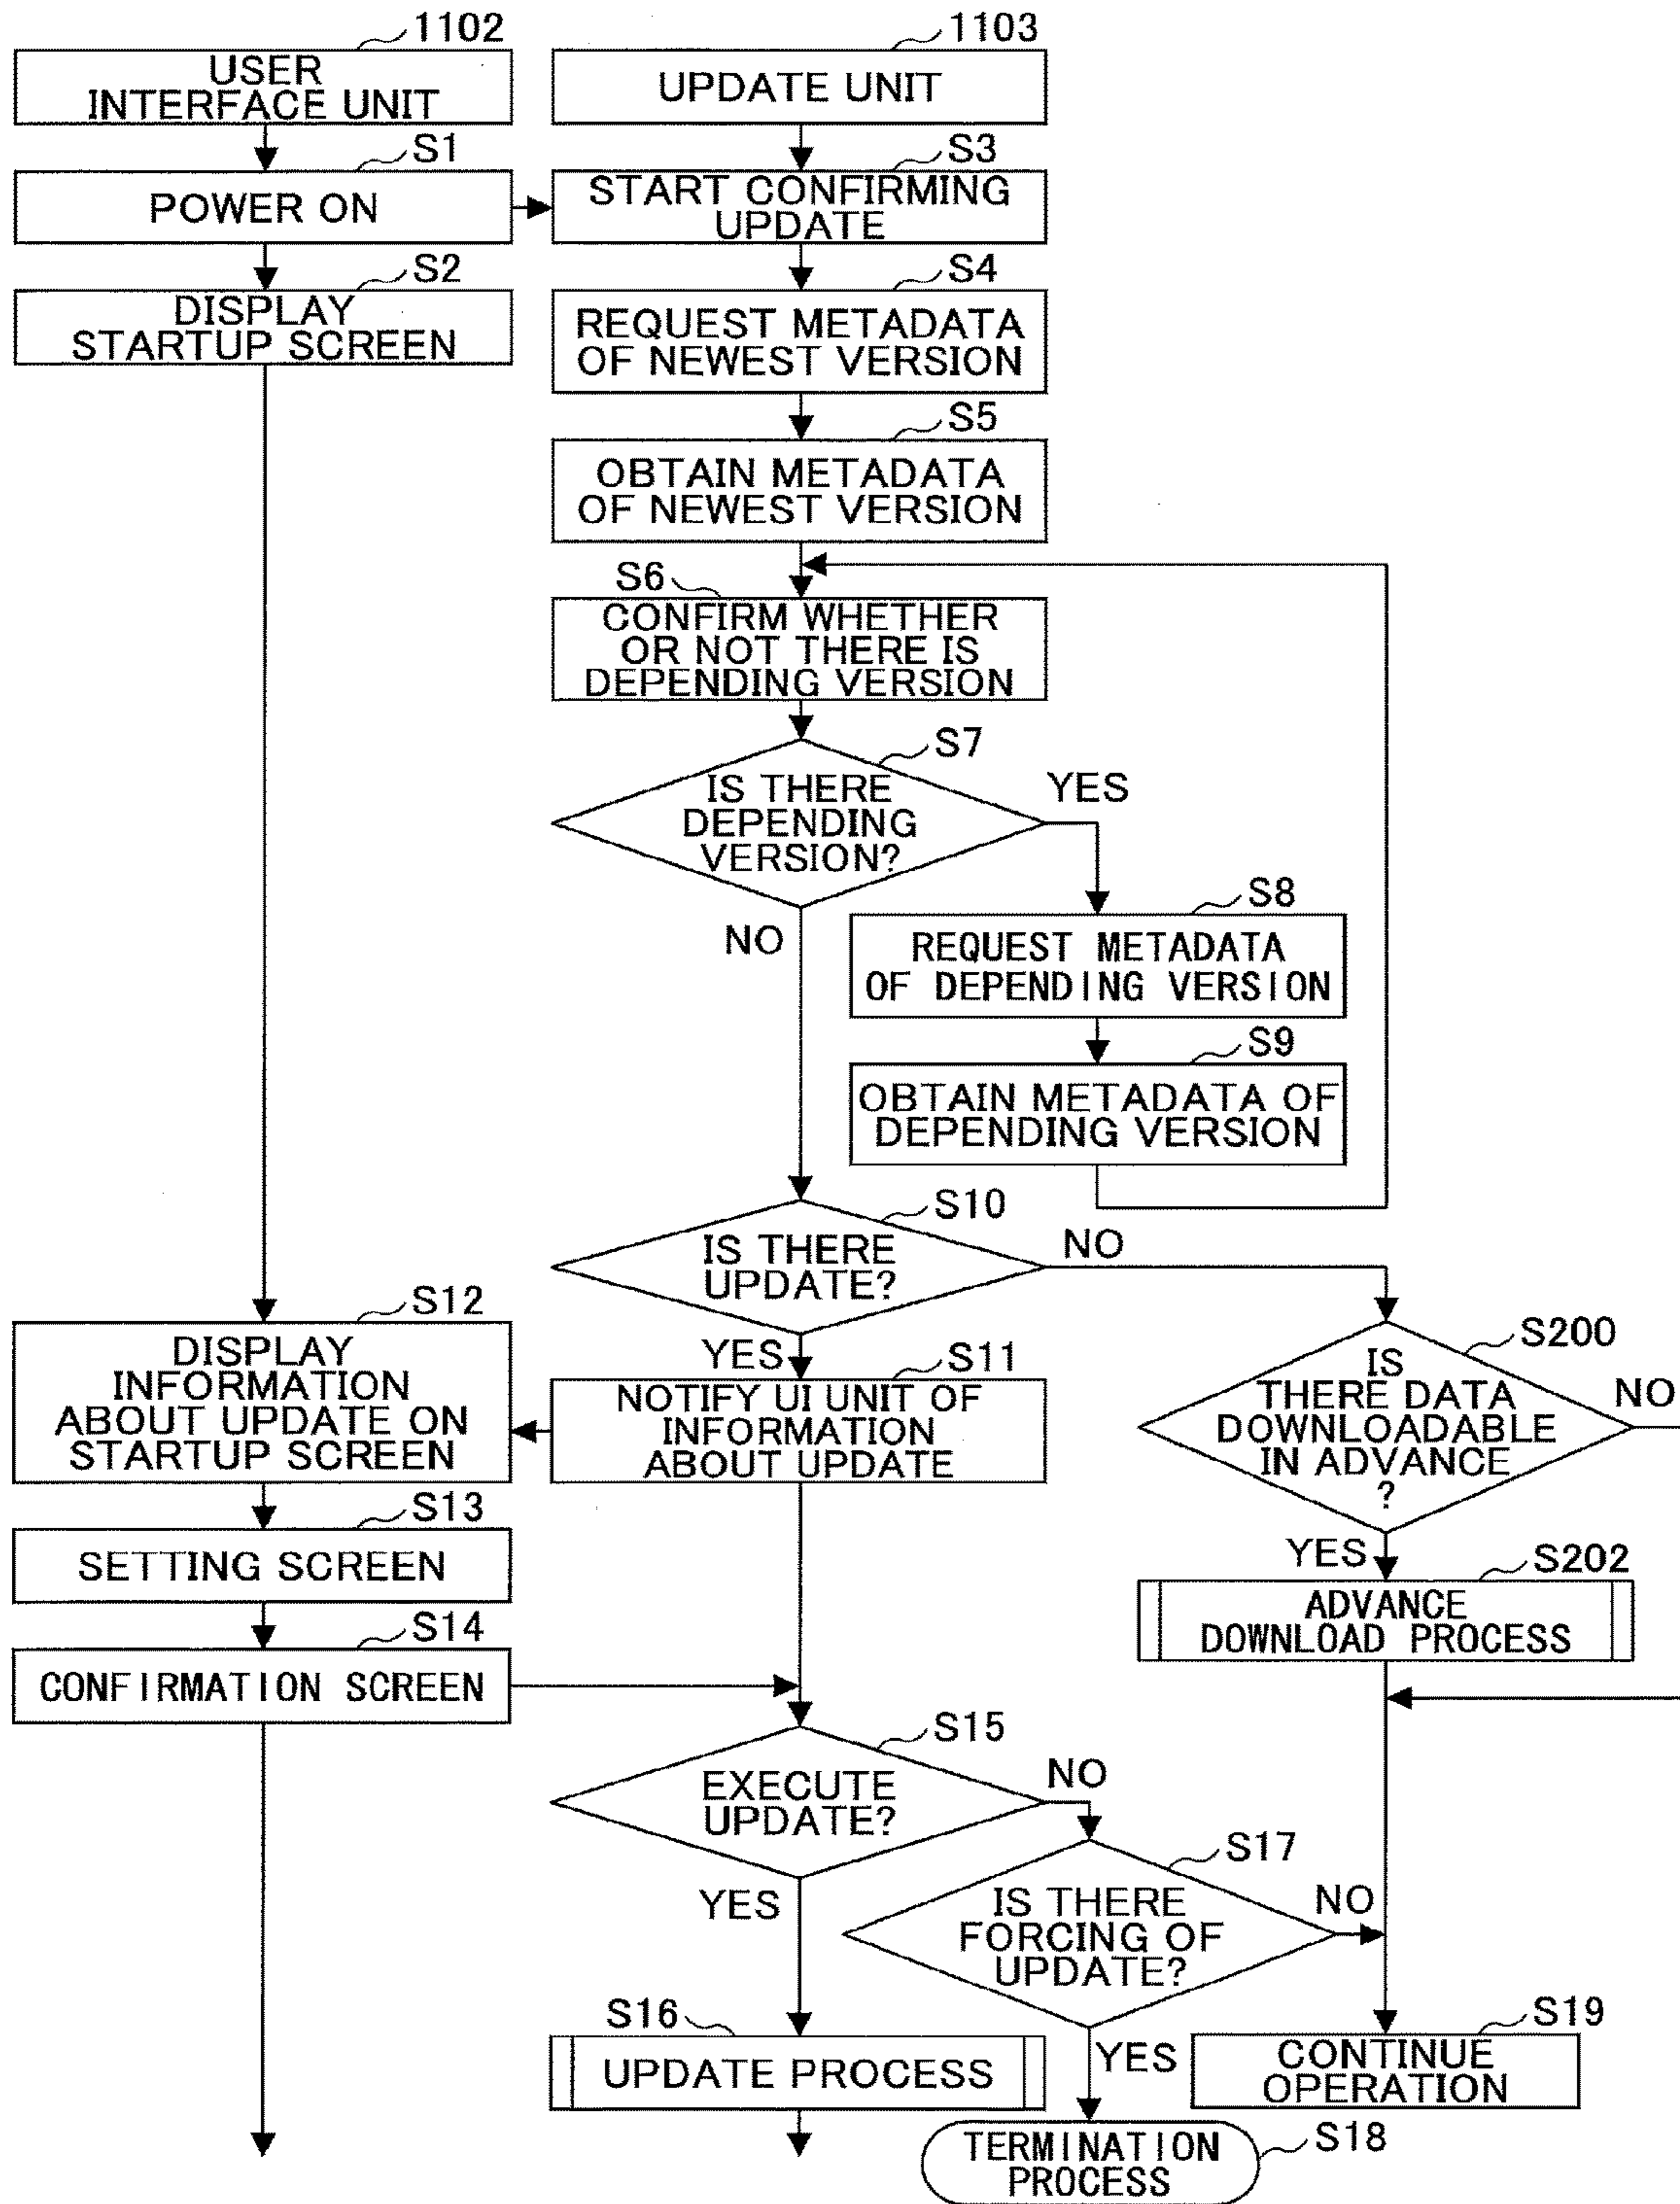 1102
USER
INTERFACE UNIT
1103
UPDATE UNIT
S1
POWER ON
S3
START CONFIRMING
UPDATE
S2
DISPLAY
STARTUP SCREEN
S4
REQUEST METADATA
OF NEWEST VERSION
S5
OBTAIN METADATA
OF NEWEST VERSION
S6
CONFIRM WHETHER
OR NOT THERE IS
DEPENDING VERSION
S7
IS THERE
DEPENDING
VERSION?
YES
NO
S8
REQUEST METADATA
OF DEPENDING VERSION
S9
OBTAIN METADATA OF
DEPENDING VERSION
S10
IS THERE
UPDATE?
NO
YES
S12
DISPLAY
INFORMATION
ABOUT UPDATE ON
STARTUP SCREEN
S11
NOTIFY UI UNIT OF
INFORMATION
ABOUT UPDATE
S200
IS
THERE DATA
DOWNLOADABLE
IN ADVANCE
?
NO
YES
S13
SETTING SCREEN
S202
ADVANCE
DOWNLOAD PROCESS
S14
CONFIRMATION SCREEN
S15
EXECUTE
UPDATE?
NO
YES
S17
IS THERE
FORCING OF
UPDATE?
NO
YES
S16
UPDATE PROCESS
S19
CONTINUE
OPERATION
S18
TERMINATION
PROCESS